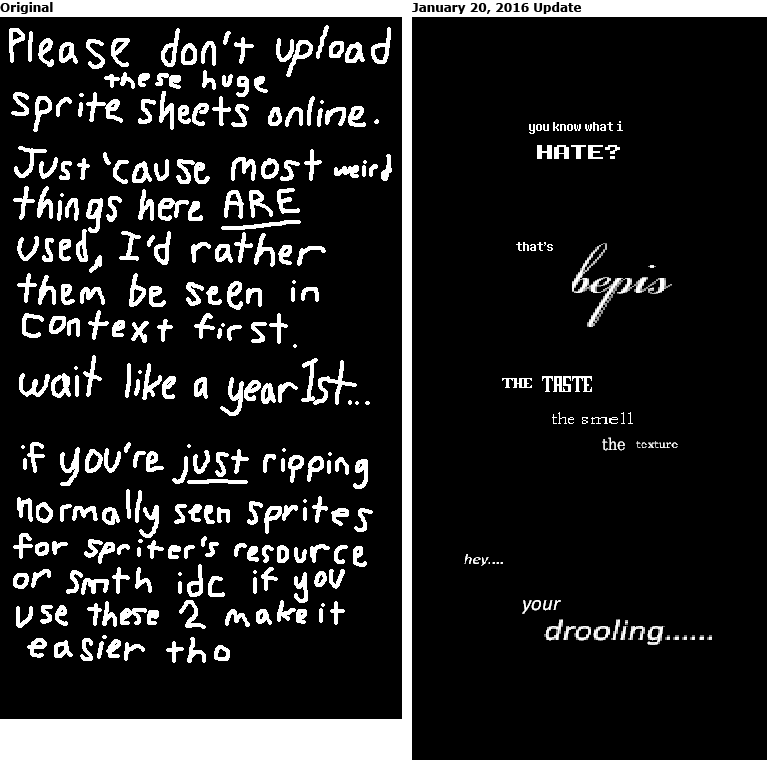 Original
Please don't upload
these huge
sprite sheets online.
Just 'cause most weird
things here ARE
used, I'd rather
them be seen in
context first.
wait like a year 1st...
if you're just ripping
normally seen sprites
for spriter's resource
or smth idc if you
use these 2 make it
easier tho
January 20, 2016 Update
you know what i
HATE?
that's
bepis
THE TASTE
the smell
the texture
hey....
your
drooling......